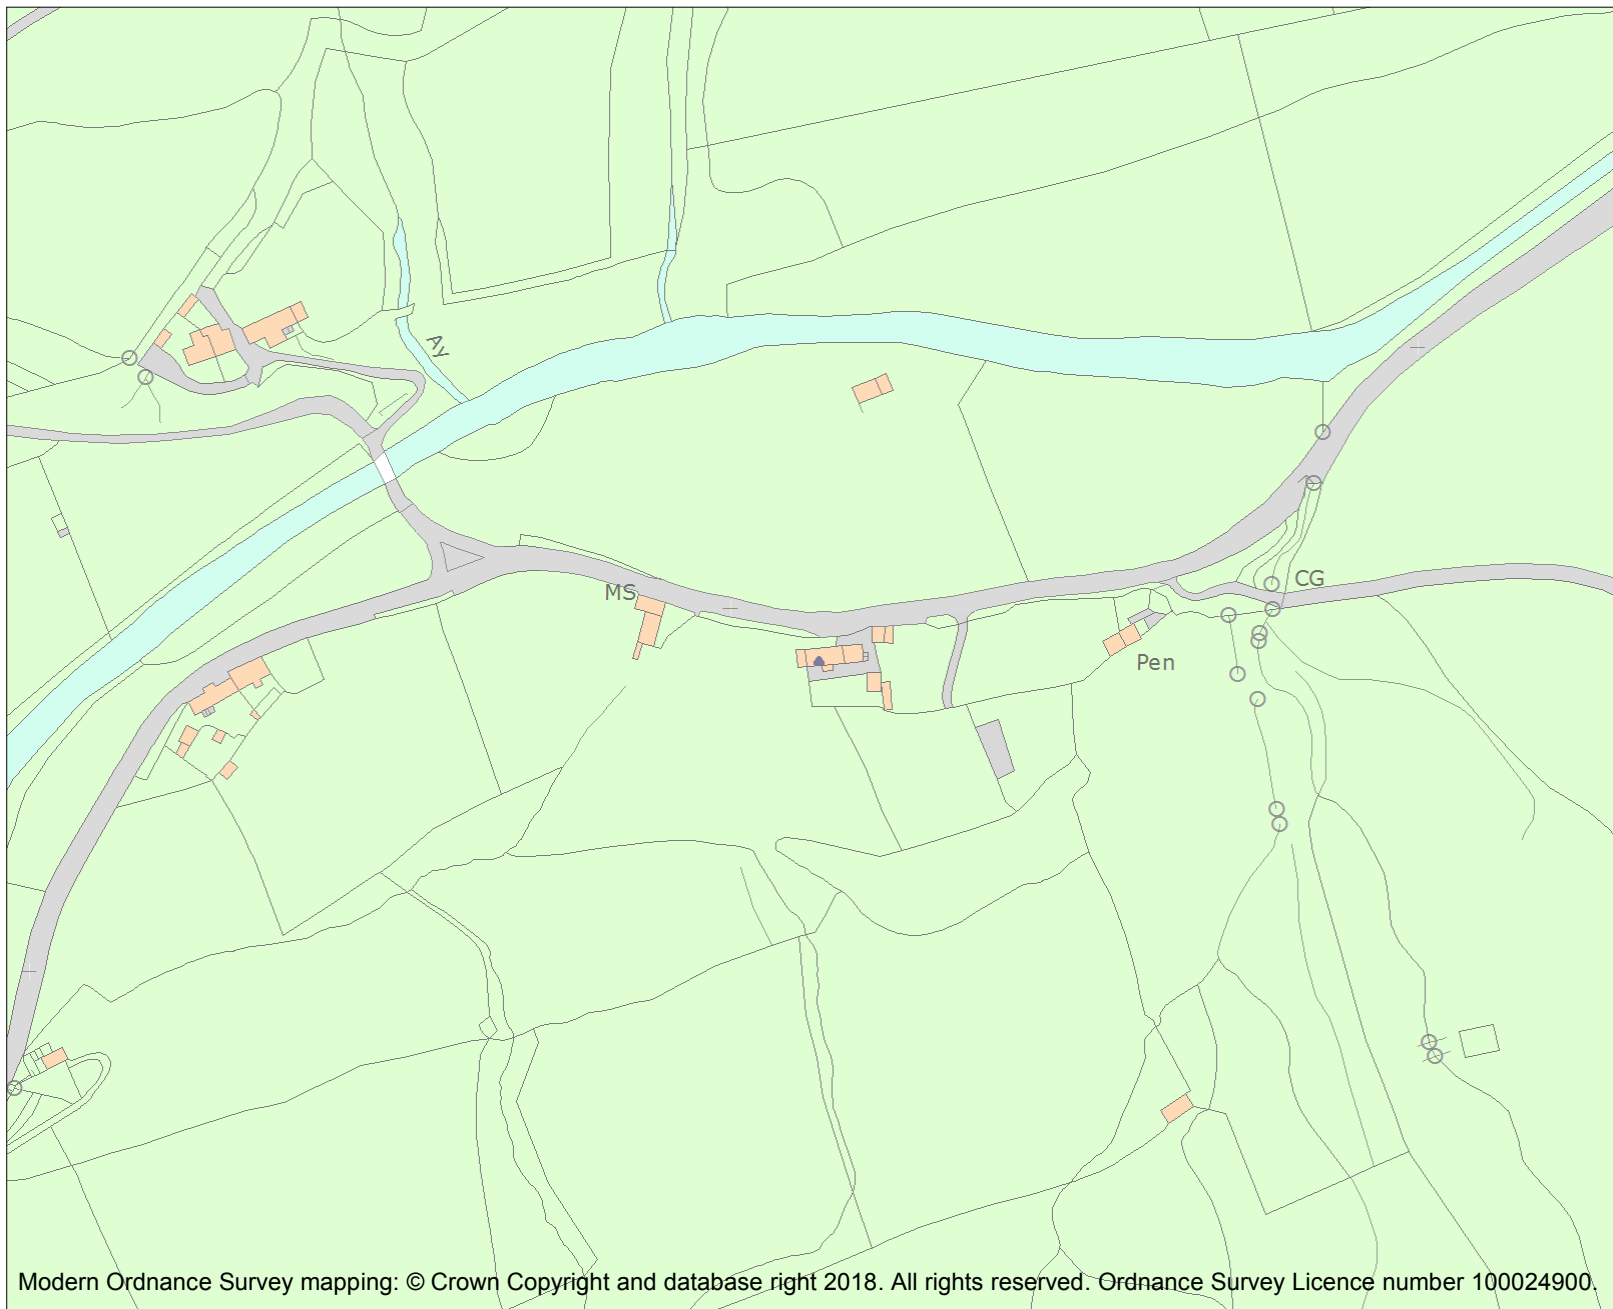 Ay
CG
MS
Pen
Modern Ordnance Survey mapping: © Crown Copyright and database right 2018. All rights reserved. Ordnance Survey Licence number 100024900.